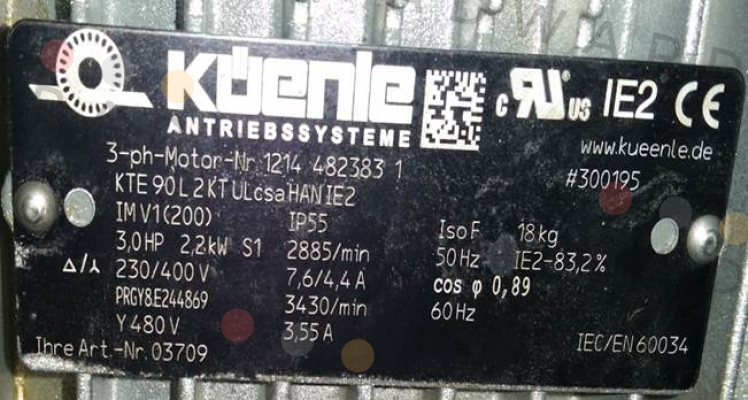 KÜENLE
ANTRIEBSSYSTEME
c RU US IE2 CE
www.kueenle.de
3-ph-Motor-Nr 1214 482383 1
#300195
KTE 90 L 2 KT ULcsa HAN IE2
IM V1(200) IP55 Iso F 18 kg
3,0HP 2,2kW S1 2885/min 50 Hz IE2-83,2%
Δ/⅄ 230/400 V 7,6/4,4 A cos φ 0,89
PRGY8.E244869 3430/min 60 Hz
Y 480 V 3,55 A
Ihre Art.-Nr. 03709 IEC/EN 60034